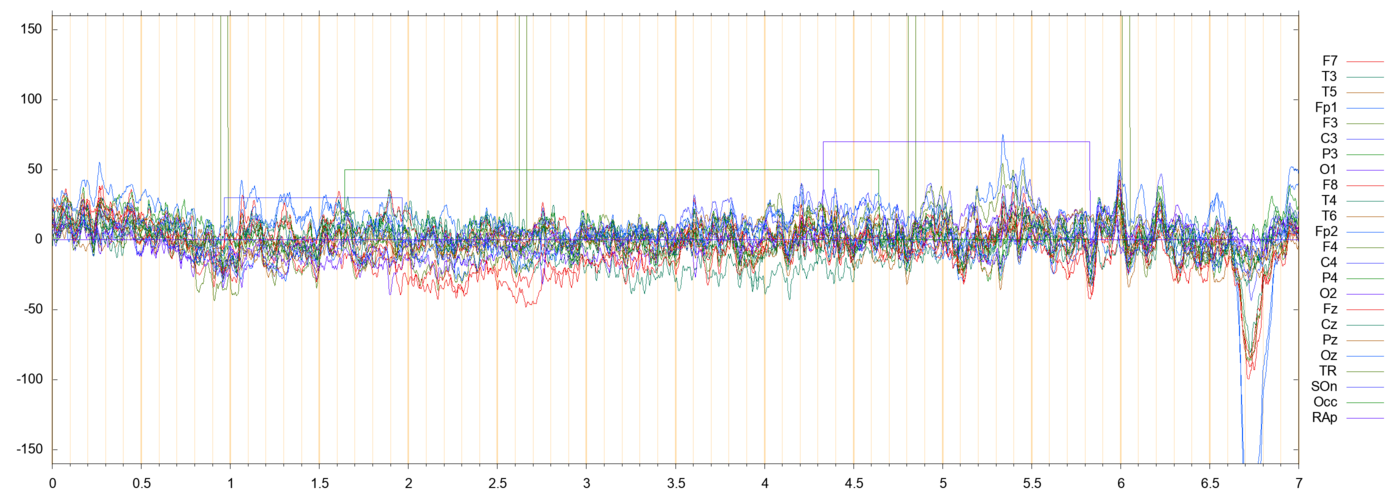 150
100
50
0
-50
-100
-150
0 0.5 1 1.5 2 2.5 3 3.5 4 4.5 5 5.5 6 6.5 7
F7
T3
T5
Fp1
F3
C3
P3
O1
F8
T4
T6
Fp2
F4
C4
P4
O2
Fz
Cz
Pz
Oz
TR
SOn
Occ
RAp